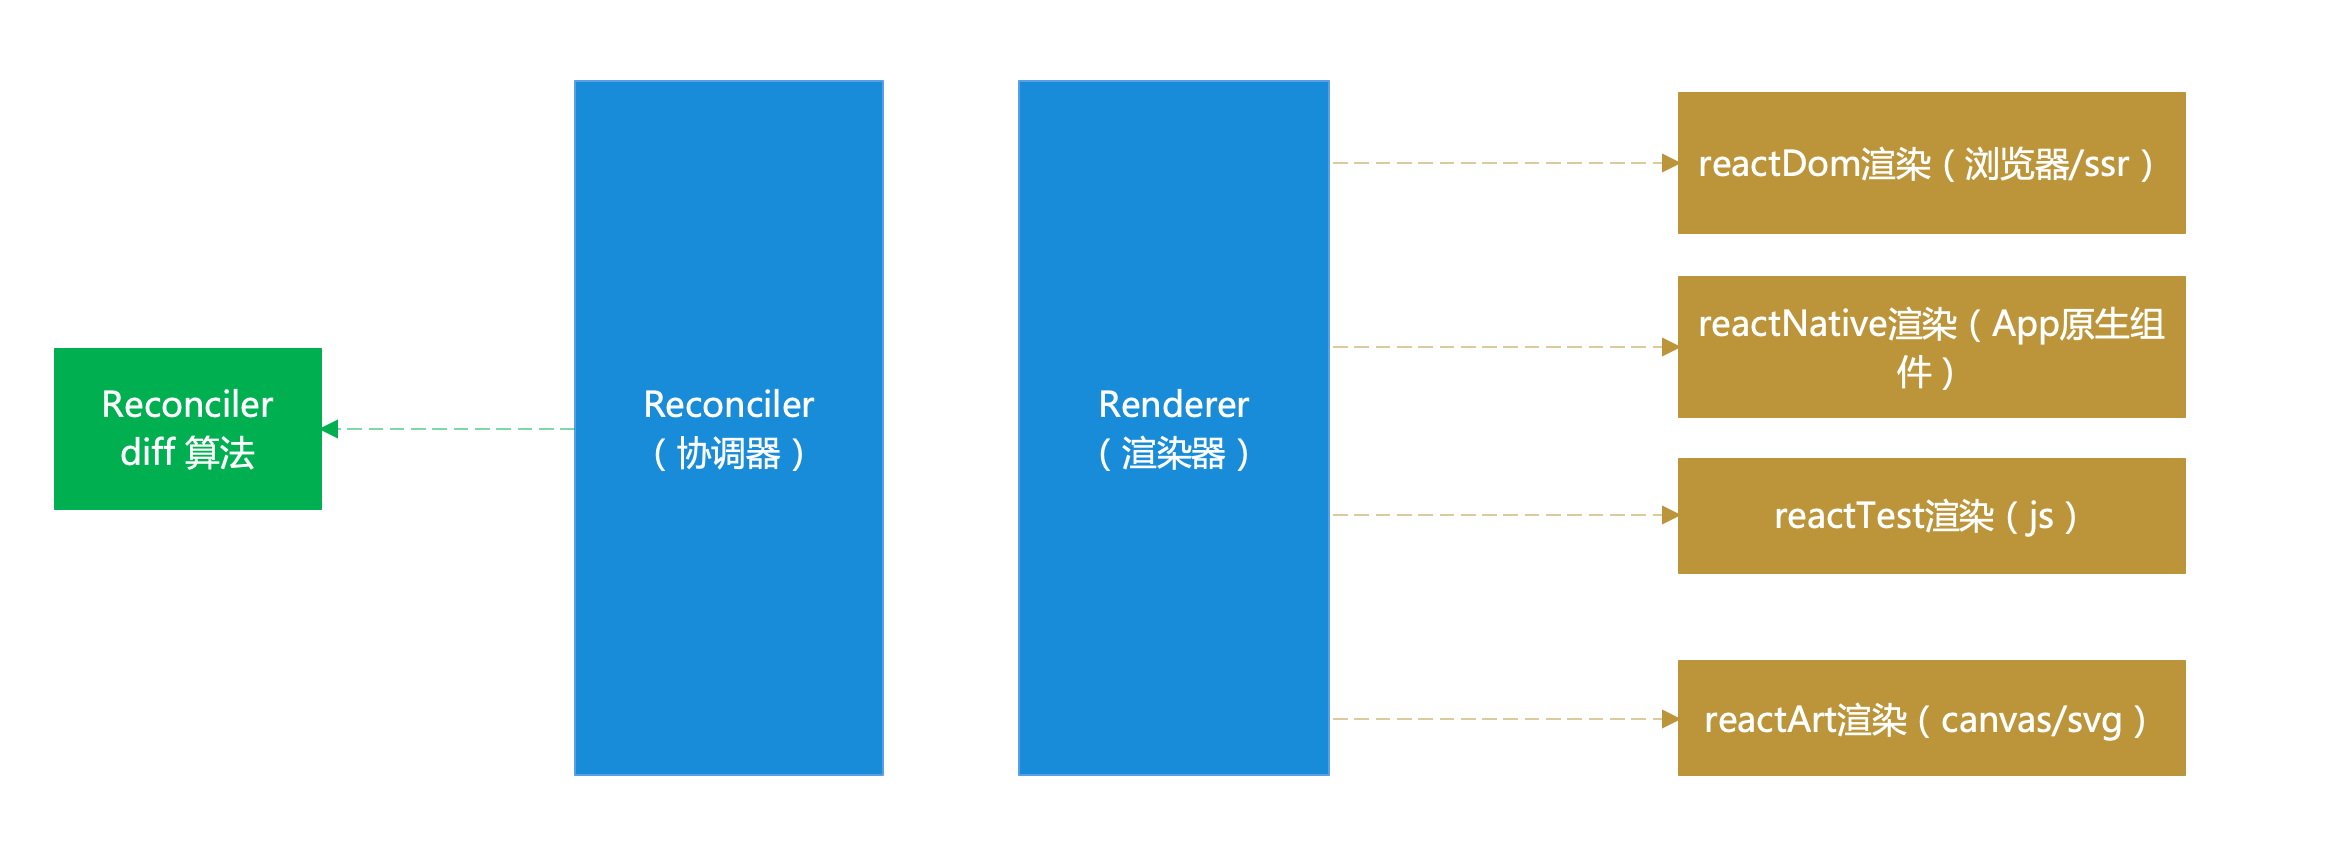 Reconciler
diff 算法
Reconciler
（协调器）
Renderer
（渲染器）
reactDom渲染（浏览器/ssr）
reactNative渲染（App原生组
件）
reactTest渲染（js）
reactArt渲染（canvas/svg）